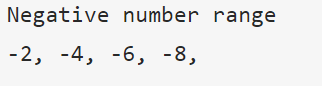 Negative number range
-2, -4, -6, -8,